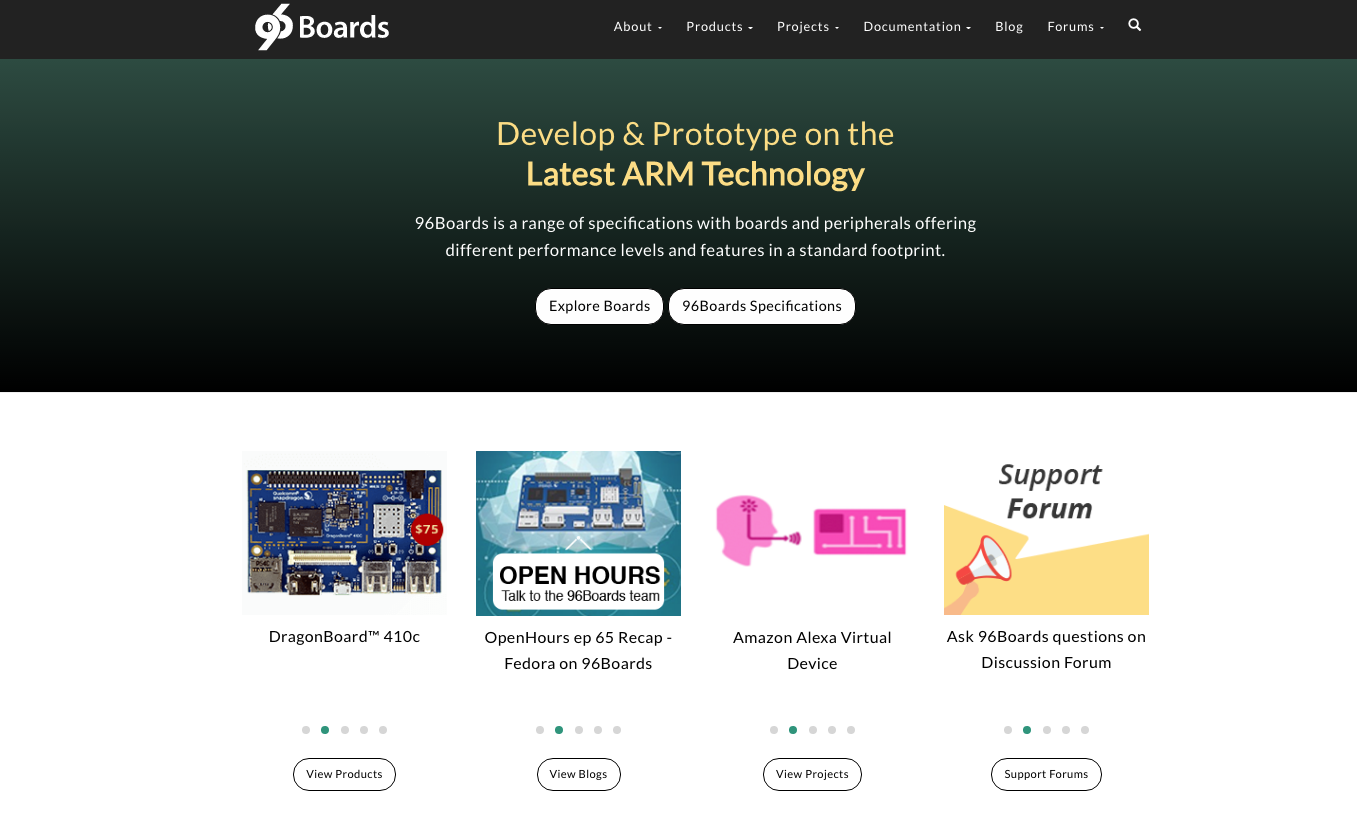 96Boards
About
Products
Projects
Documentation
Blog
Forums
Develop & Prototype on the
Latest ARM Technology
96Boards is a range of specifications with boards and peripherals offering
different performance levels and features in a standard footprint.
Explore Boards
96Boards Specifications
Qualcomm
snapdragon
$75
DragonBoard™ 410c
View Products
OPEN HOURS
Talk to the 96Boards team
OpenHours ep 65 Recap -
Fedora on 96Boards
View Blogs
Amazon Alexa Virtual
Device
View Projects
Support
Forum
Ask 96Boards questions on
Discussion Forum
Support Forums